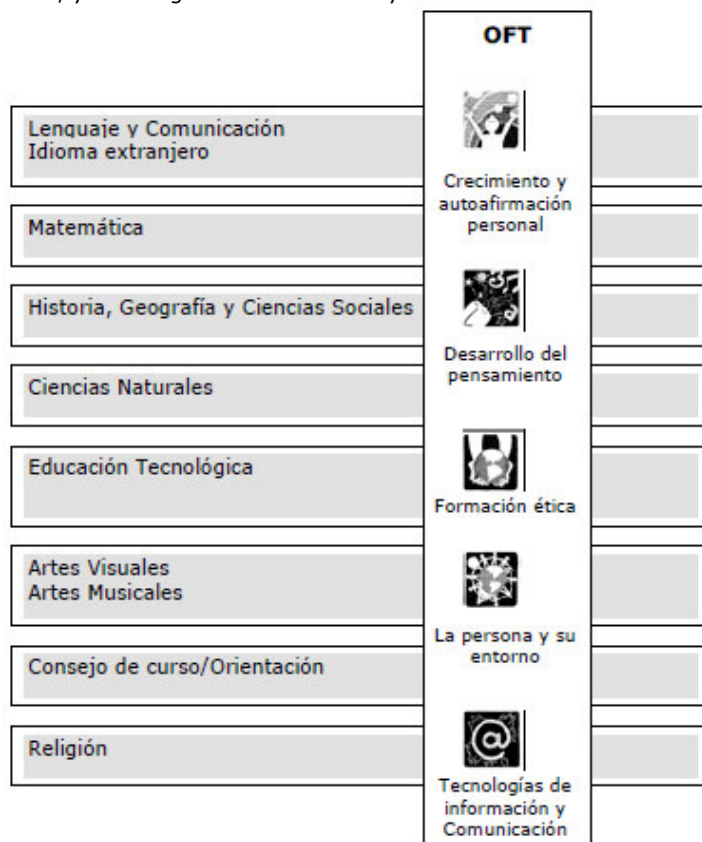 OFT
Lenguaje y Comunicación
Idioma extranjero
Crecimiento y
autoafirmación
personal
Matemática
Historia, Geografía y Ciencias Sociales
Desarrollo del
pensamiento
Ciencias Naturales
Educación Tecnológica
Formación ética
Artes Visuales
Artes Musicales
La persona y su
entorno
Consejo de curso/Orientación
Religión
@
Tecnologías de
información y
Comunicación